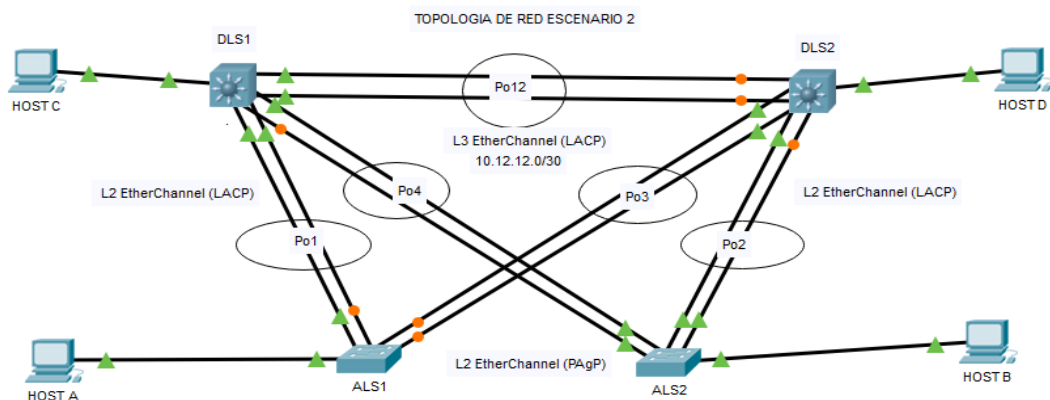 TOPOLOGIA DE RED ESCENARIO 2
DLS1
DLS2
HOST C
HOST D
Po12
L3 EtherChannel (LACP)
10.12.12.0/30
L2 EtherChannel (LACP)
Po4
Po3
L2 EtherChannel (LACP)
Po1
Po2
L2 EtherChannel (PAgP)
HOST A
ALS1
ALS2
HOST B